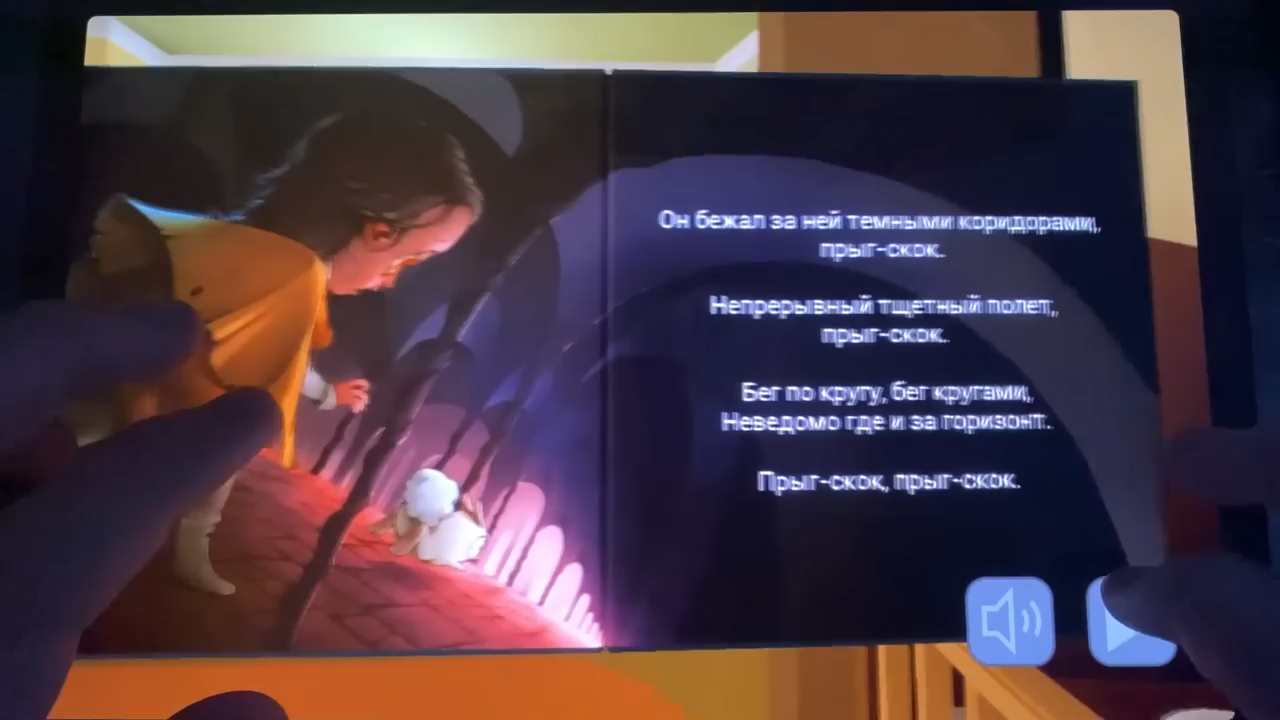 Он бежал за ней темными коридорами,
прыг-скок.
Непрерывный тщетный полет,
прыг-скок.
Бег по кругу, бег кругами,
Неведомо где и за горизонт.
Прыг-скок, прыг-скок.